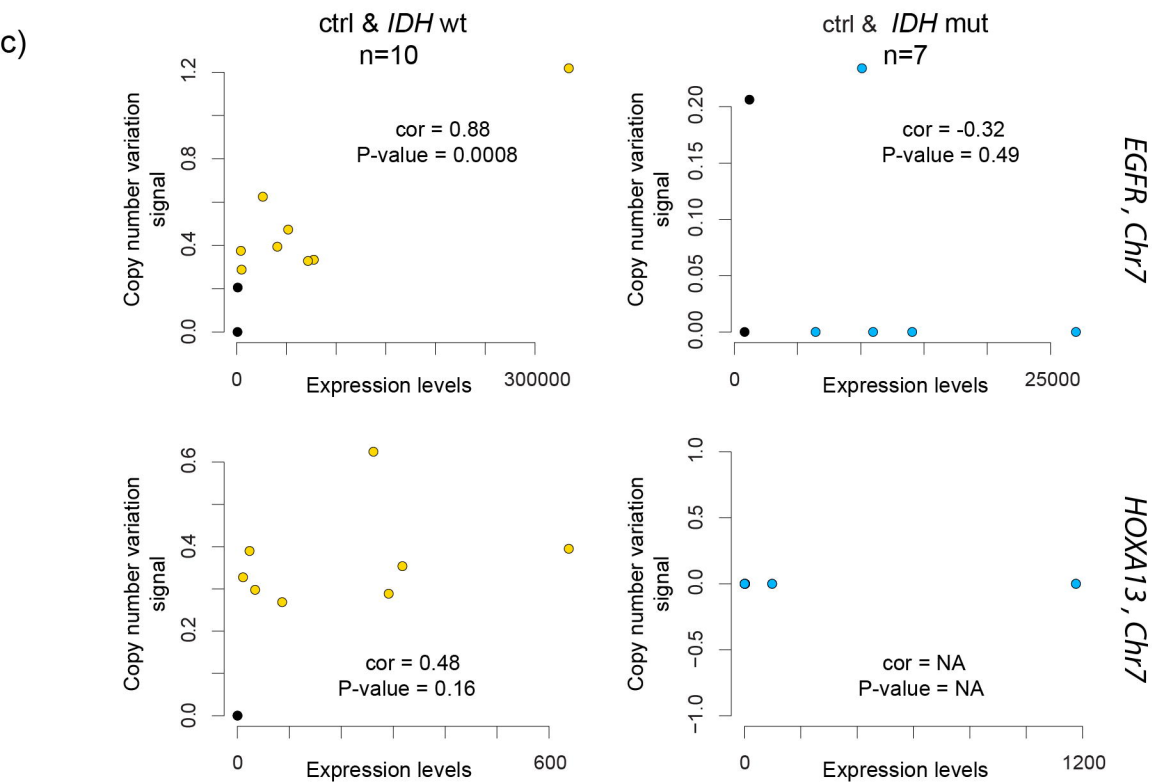 c)
ctrl & IDH wt
n=10
ctrl & IDH mut
n=7
Copy number variation
signal
0.0
0.4
0.8
1.2
cor = 0.88
P-value = 0.0008
0
300000
Expression levels
Copy number variation
signal
0.00
0.05
0.10
0.15
0.20
cor = -0.32
P-value = 0.49
0
25000
Expression levels
EGFR , Chr7
Copy number variation
signal
0.0
0.2
0.4
0.6
cor = 0.48
P-value = 0.16
0
600
Expression levels
Copy number variation
signal
−1.0
−0.5
0.0
0.5
1.0
cor = NA
P-value = NA
0
1200
Expression levels
HOXA13 , Chr7